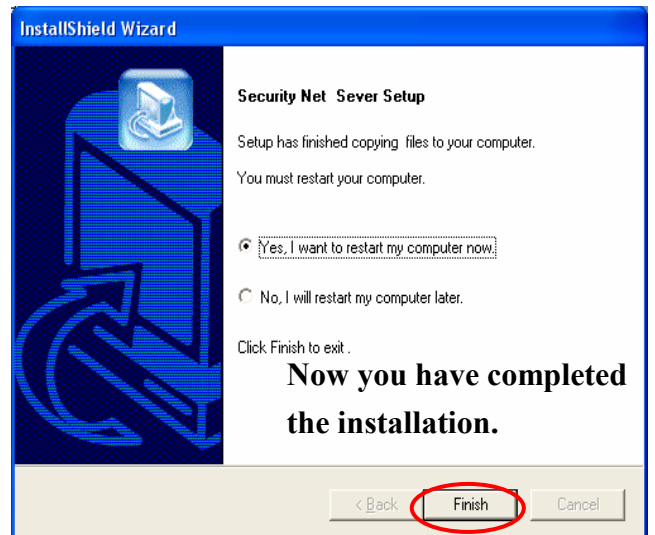 InstallShield Wizard
Security Net Sever Setup
Setup has finished copying files to your computer.
You must restart your computer.
Yes, I want to restart my computer now.
No, I will restart my computer later.
Click Finish to exit .
Now you have completed
the installation.
< Back
Finish
Cancel